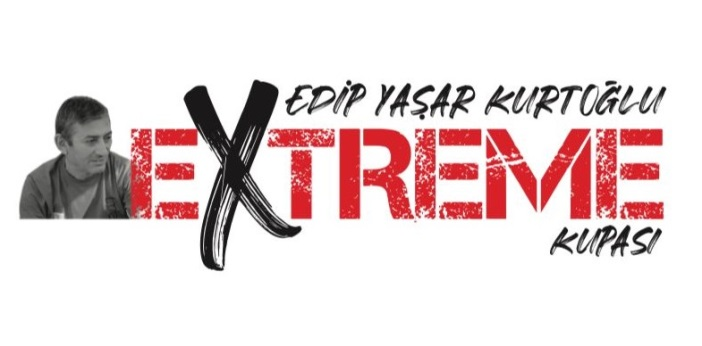 EDİP YAŞAR KURTOĞLU
EXTREME
KUPASI